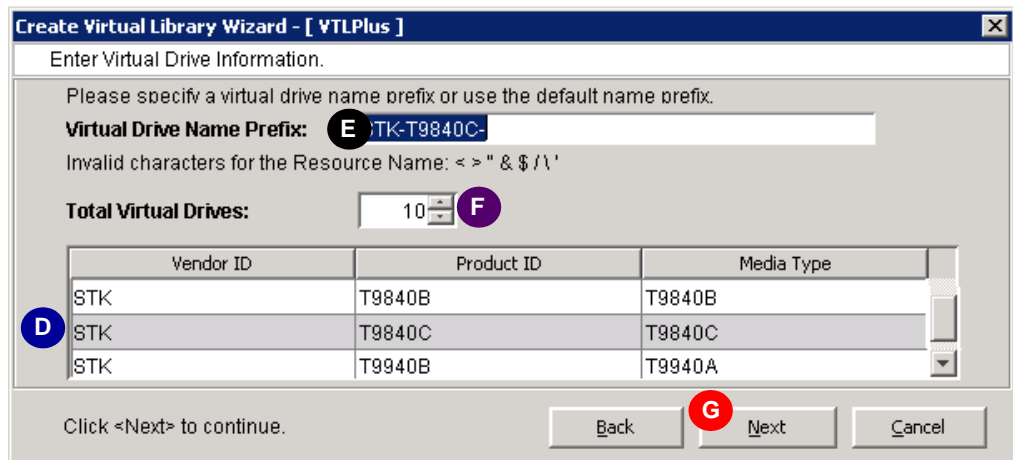 Create Virtual Library Wizard - [ VTLPlus ]
Enter Virtual Drive Information.
Please specify a virtual drive name prefix or use the default name prefix.
Virtual Drive Name Prefix: E TK-T9840C-
Invalid characters for the Resource Name: < > " & $ / \ '
Total Virtual Drives: 10 F
Vendor ID Product ID Media Type
STK T9840B T9840B
D STK T9840C T9840C
STK T9940B T9940A
G
Click <Next> to continue. Back Next Cancel